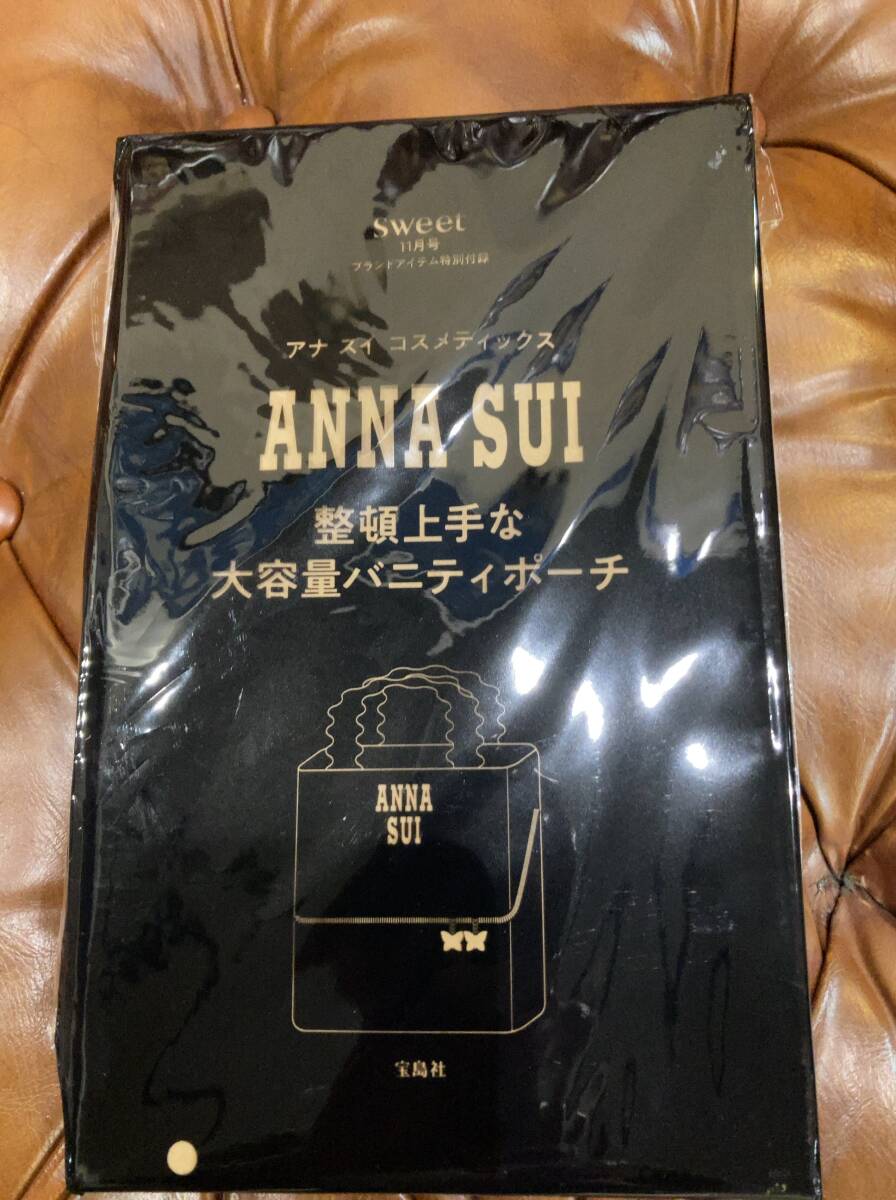 sweet
11月号
ブランドアイテム特別付録
アナ スイ コスメティックス
ANNA SUI
整頓上手な
大容量バニティポーチ
ANNA
SUI
宝島社